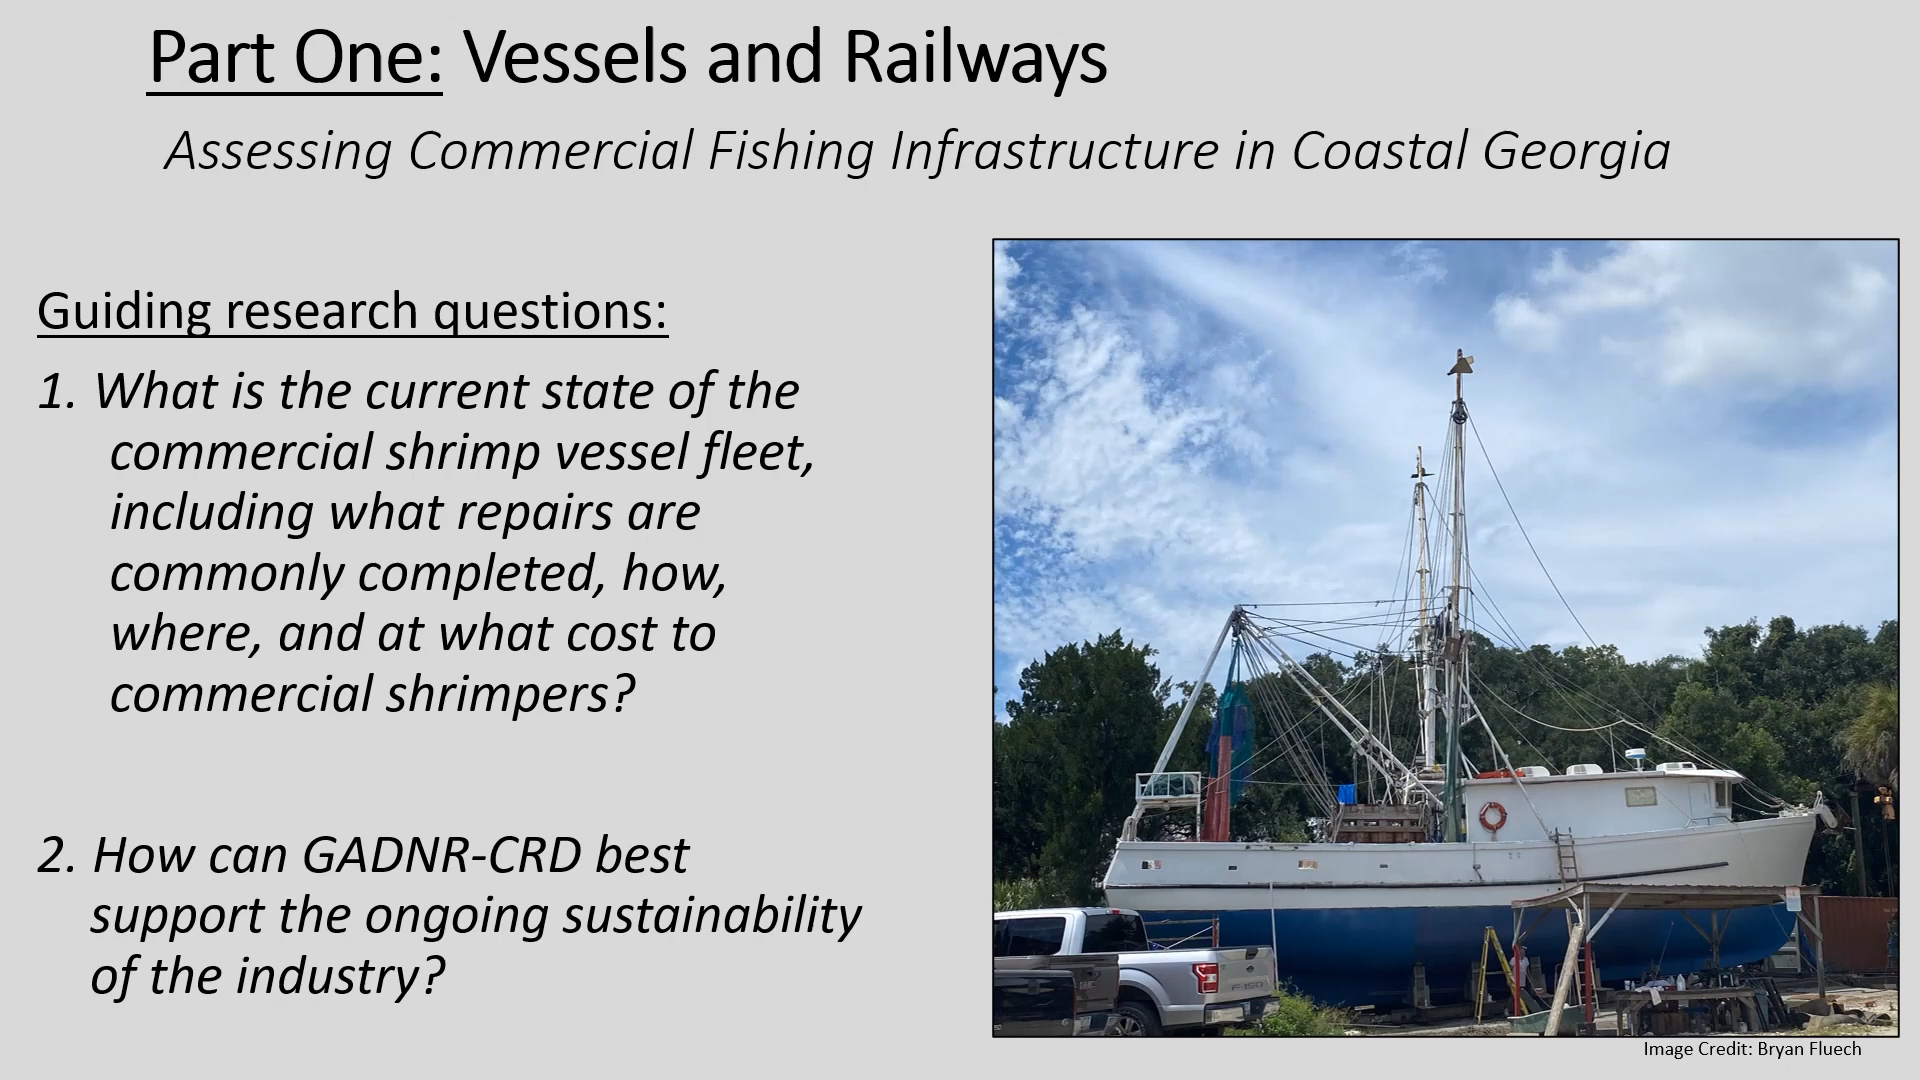 Part One: Vessels and Railways
Assessing Commercial Fishing Infrastructure in Coastal Georgia
Guiding research questions:
1. What is the current state of the
commercial shrimp vessel fleet,
including what repairs are
commonly completed, how,
where, and at what cost to
commercial shrimpers?
2. How can GADNR-CRD best
support the ongoing sustainability
of the industry?
F-150
Image Credit: Bryan Fluech